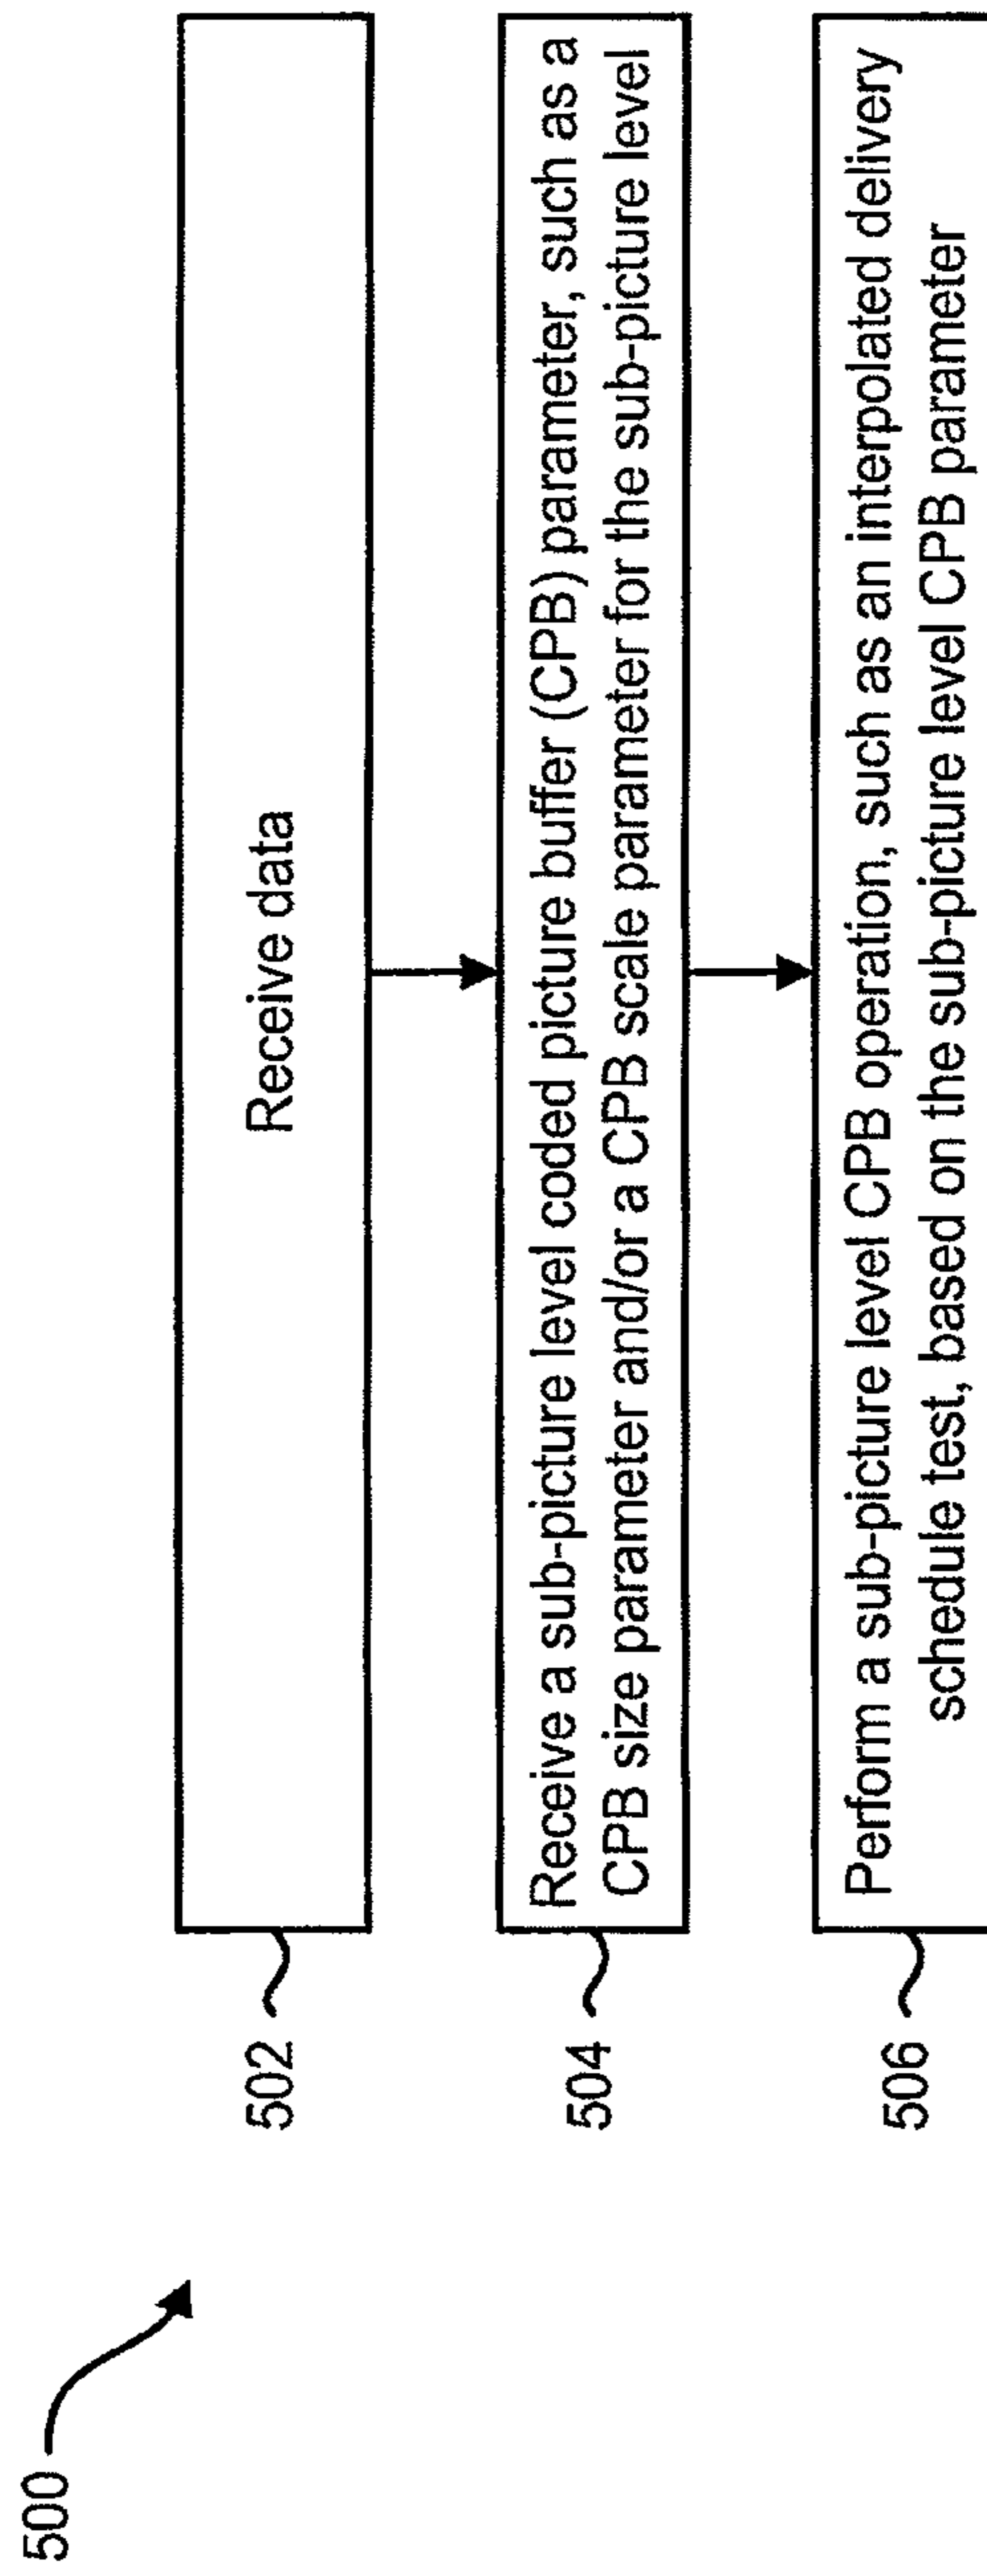 500
502
Receive data
504
Receive a sub-picture level coded picture buffer (CPB) parameter, such as a
CPB size parameter and/or a CPB scale parameter for the sub-picture level
506
Perform a sub-picture level CPB operation, such as an interpolated delivery
schedule test, based on the sub-picture level CPB parameter